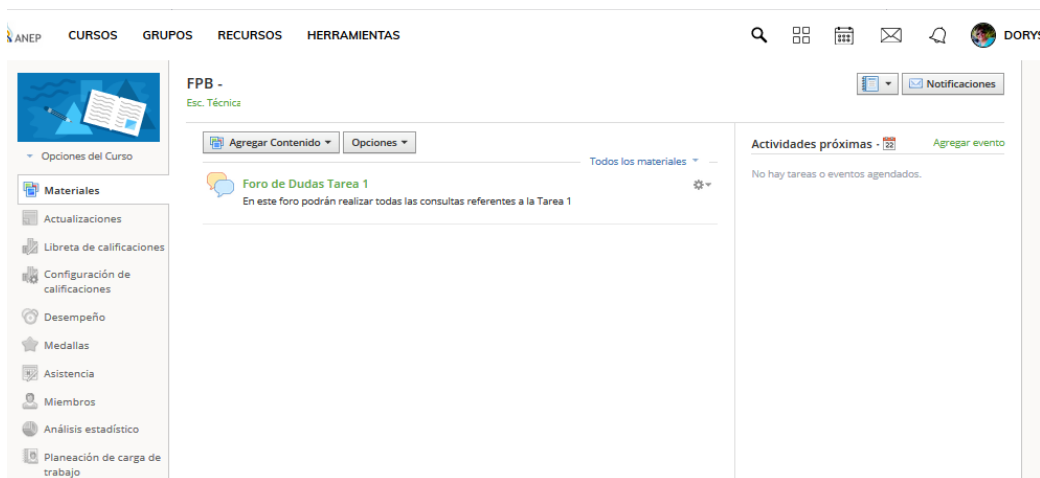 ANEP CURSOS GRUPOS RECURSOS HERRAMIENTAS DORYS
FPB -
Esc. Técnica
Notificaciones
Opciones del Curso
Materiales
Actualizaciones
Libreta de calificaciones
Configuración de
calificaciones
Desempeño
Medallas
Asistencia
Miembros
Análisis estadístico
Planeación de carga de
trabajo
Agregar Contenido Opciones
Todos los materiales
Foro de Dudas Tarea 1
En este foro podrán realizar todas las consultas referentes a la Tarea 1
Actividades próximas - 22 Agregar evento
No hay tareas o eventos agendados.